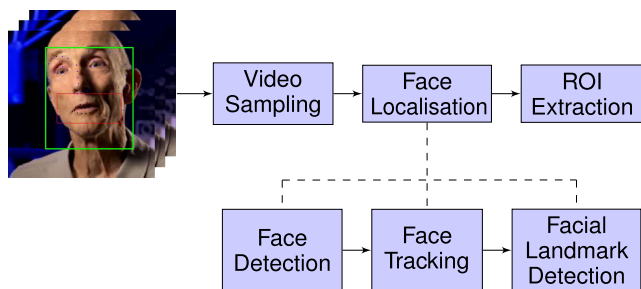 Video
Sampling
Face
Localisation
ROI
Extraction
Face
Detection
Face
Tracking
Facial
Landmark
Detection